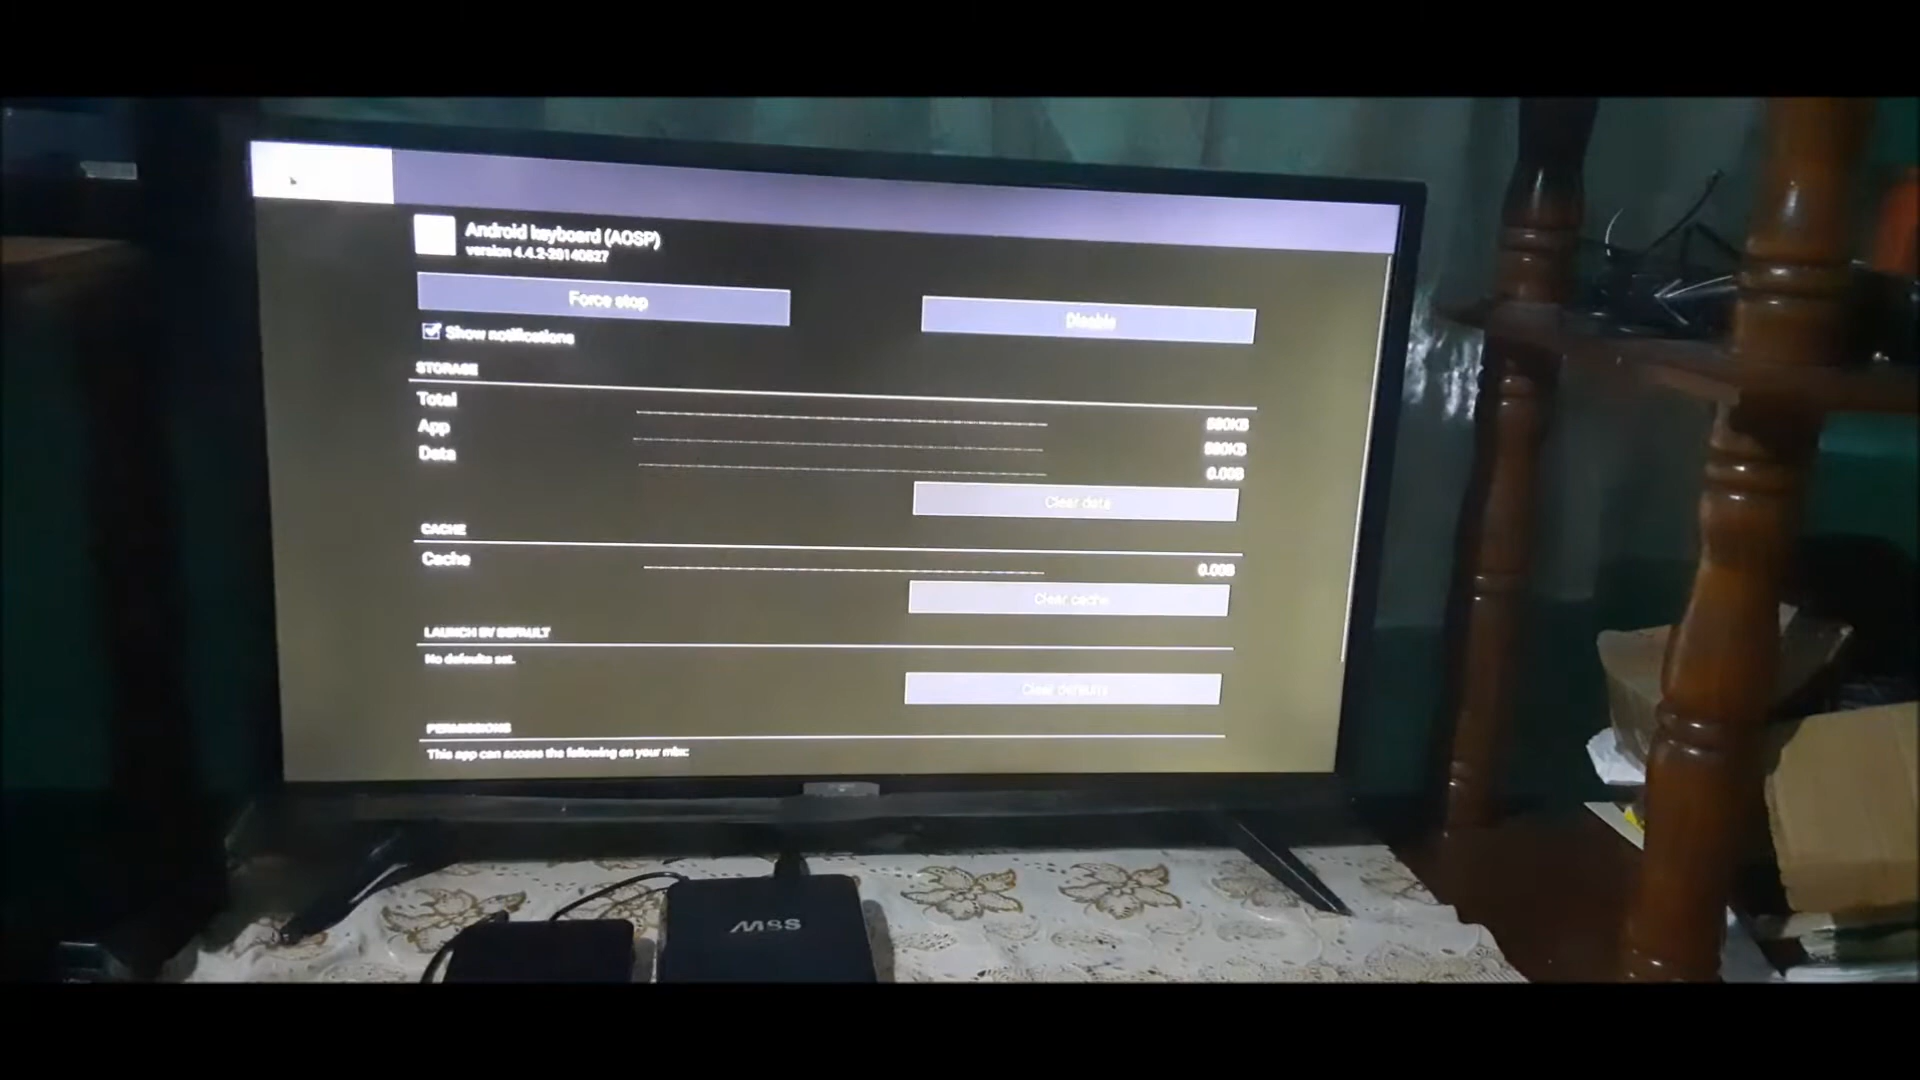 Android keyboard (AOSP)
version 4.4.2-20140827
Force stop
Disable
Show notifications
STORAGE
Total
580KB
App
580KB
Data
0.00B
Clear data
CACHE
Cache
0.00B
Clear cache
LAUNCH BY DEFAULT
No defaults set.
Clear defaults
PERMISSIONS
This app can access the following on your mbx:
M8S